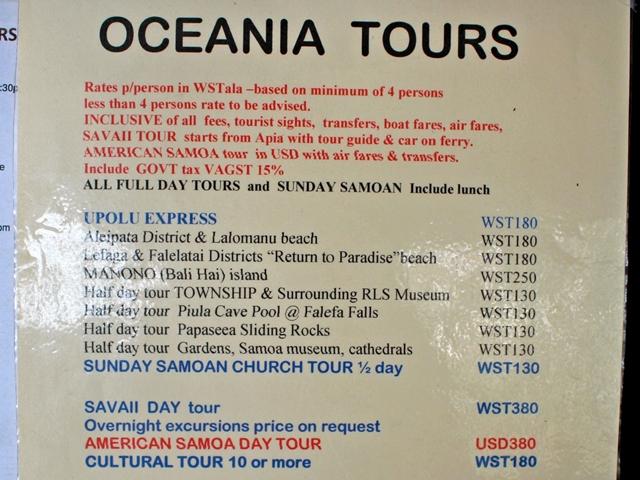 OCEANIA TOURS
Rates p/person in WSTala –based on minimum of 4 persons
less than 4 persons rate to be advised.
INCLUSIVE of all fees, tourist sights, transfers, boat fares, air fares,
SAVAII TOUR starts from Apia with tour guide & car on ferry.
AMERICAN SAMOA tour in USD with air fares & transfers.
Include GOVT tax VAGST 15%
ALL FULL DAY TOURS and SUNDAY SAMOAN Include lunch
UPOLU EXPRESS WST180
Aleipata District & Lalomanu beach WST180
Lefaga & Falelatai Districts “Return to Paradise”beach WST180
MANONO (Bali Hai) island WST250
Half day tour TOWNSHIP & Surrounding RLS Museum WST130
Half day tour Piula Cave Pool @ Falefa Falls WST130
Half day tour Papaseea Sliding Rocks WST130
Half day tour Gardens, Samoa museum, cathedrals WST130
SUNDAY SAMOAN CHURCH TOUR ½ day WST130
SAVAII DAY tour WST380
Overnight excursions price on request
AMERICAN SAMOA DAY TOUR USD380
CULTURAL TOUR 10 or more WST180